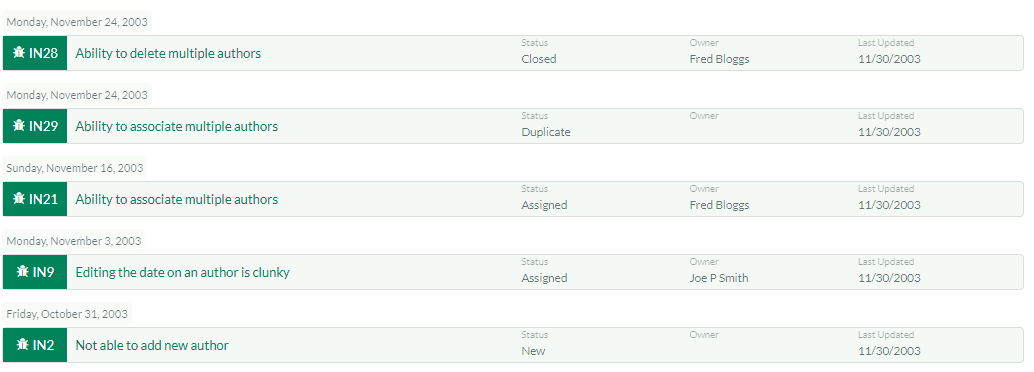 Monday, November 24, 2003
IN28 Ability to delete multiple authors Status Owner Last Updated
Closed Fred Bloggs 11/30/2003
Monday, November 24, 2003
IN29 Ability to associate multiple authors Status Owner Last Updated
Duplicate 11/30/2003
Sunday, November 16, 2003
IN21 Ability to associate multiple authors Status Owner Last Updated
Assigned Fred Bloggs 11/30/2003
Monday, November 3, 2003
IN9 Editing the date on an author is clunky Status Owner Last Updated
Assigned Joe P Smith 11/30/2003
Friday, October 31, 2003
IN2 Not able to add new author Status Owner Last Updated
New 11/30/2003